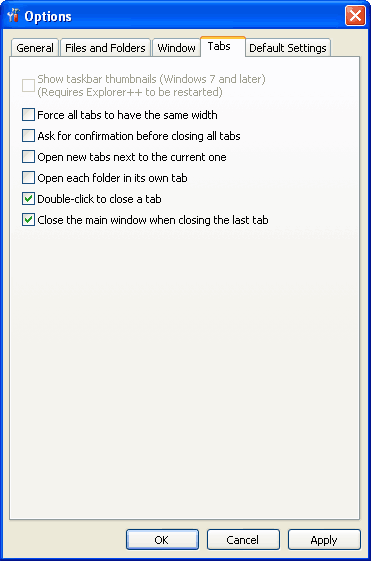 Options
General Files and Folders Window Tabs Default Settings
Show taskbar thumbnails (Windows 7 and later)
(Requires Explorer++ to be restarted)
Force all tabs to have the same width
Ask for confirmation before closing all tabs
Open new tabs next to the current one
Open each folder in its own tab
Double-click to close a tab
Close the main window when closing the last tab
OK Cancel Apply